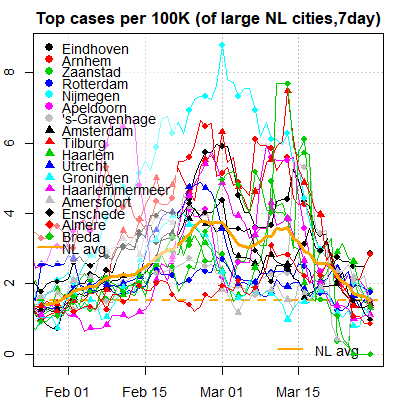 Top cases per 100K (of large NL cities,7day)
Eindhoven
Arnhem
Zaanstad
Rotterdam
Nijmegen
Apeldoorn
's-Gravenhage
Amsterdam
Tilburg
Haarlem
Utrecht
Groningen
Haarlemmermeer
Amersfoort
Enschede
Almere
Breda
NL avg
8
6
4
2
0
NL avg
Feb 01
Feb 15
Mar 01
Mar 15